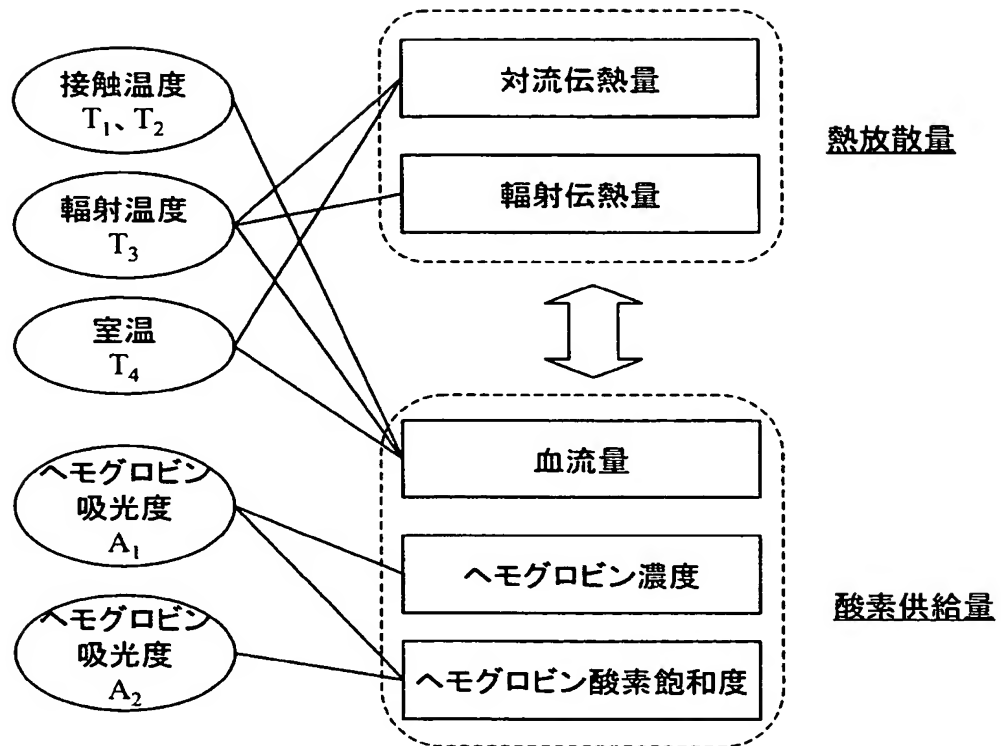 接触温度
T₁、T₂
輻射温度
T₃
室温
T₄
ヘモグロビン
吸光度
A₁
ヘモグロビン
吸光度
A₂
対流伝熱量
輻射伝熱量
熱放散量
血流量
ヘモグロビン濃度
ヘモグロビン酸素飽和度
酸素供給量